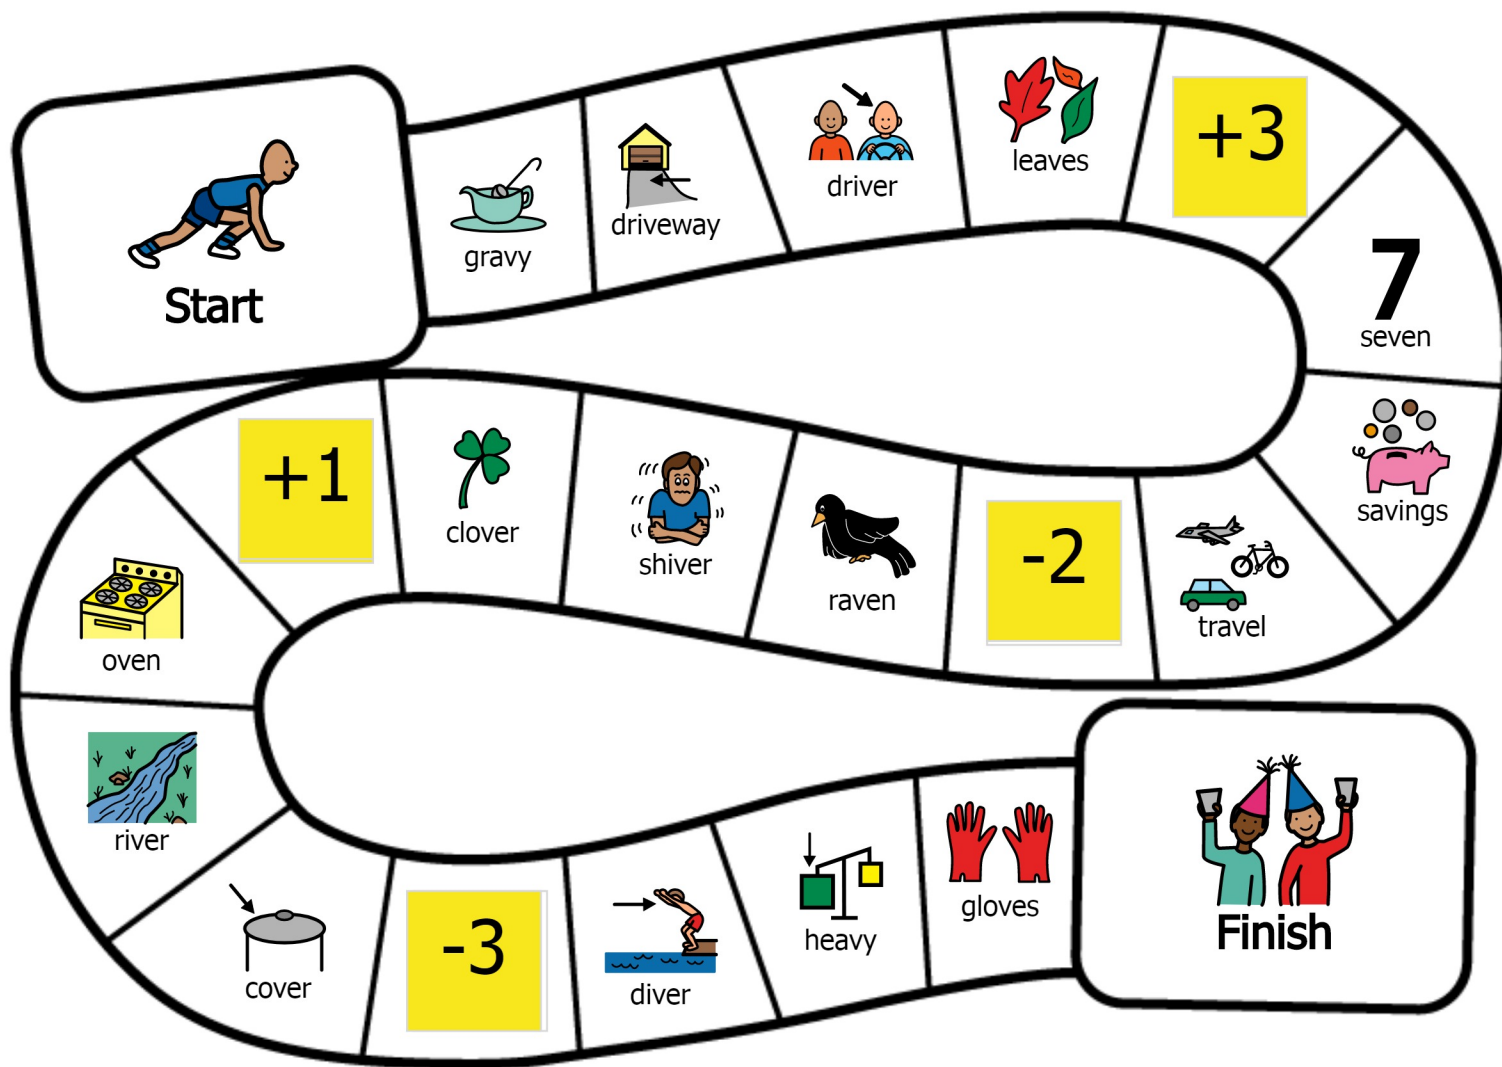 Start
gravy
driveway
driver
leaves
+3
7
seven
savings
travel
-2
raven
shiver
clover
+1
oven
river
cover
-3
diver
heavy
gloves
Finish